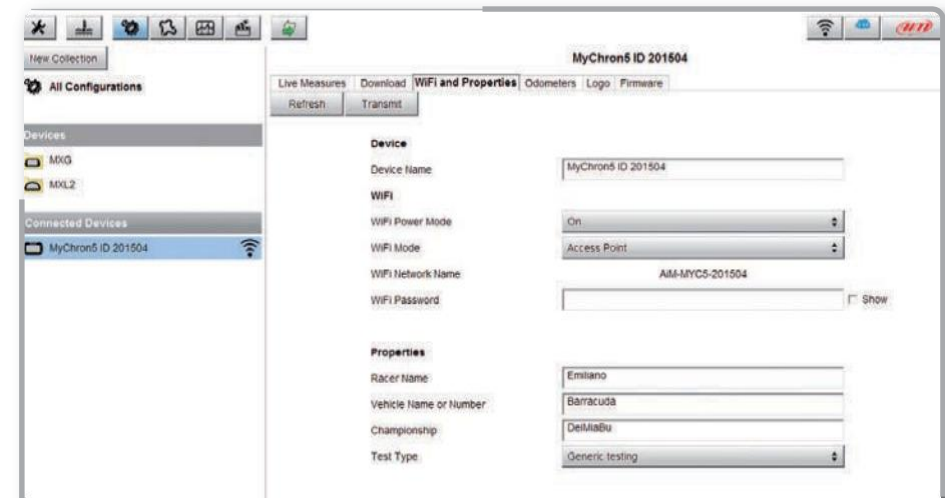 AiM
New Collection
MyChron5 ID 201504
All Configurations
Live Measures Download WiFi and Properties Odometers Logo Firmware
Refresh Transmit
Devices
MXG
MXL2
Connected Devices
MyChron5 ID 201504
Device
Device Name MyChron5 ID 201504
WiFi
WiFi Power Mode On
WiFi Mode Access Point
WiFi Network Name AiM-MYC5-201504
WiFi Password Show
Properties
Racer Name Emiliano
Vehicle Name or Number Barracuda
Championship DeiMiaBu
Test Type Generic testing